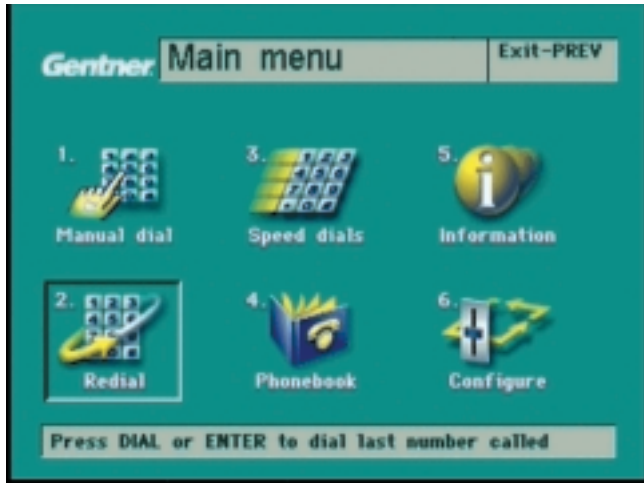 Gentner Main menu Exit-PREV
1. 3. 5.
Manual dial Speed dials Information
2. 4. 6.
Redial Phonebook Configure
Press DIAL or ENTER to dial last number called